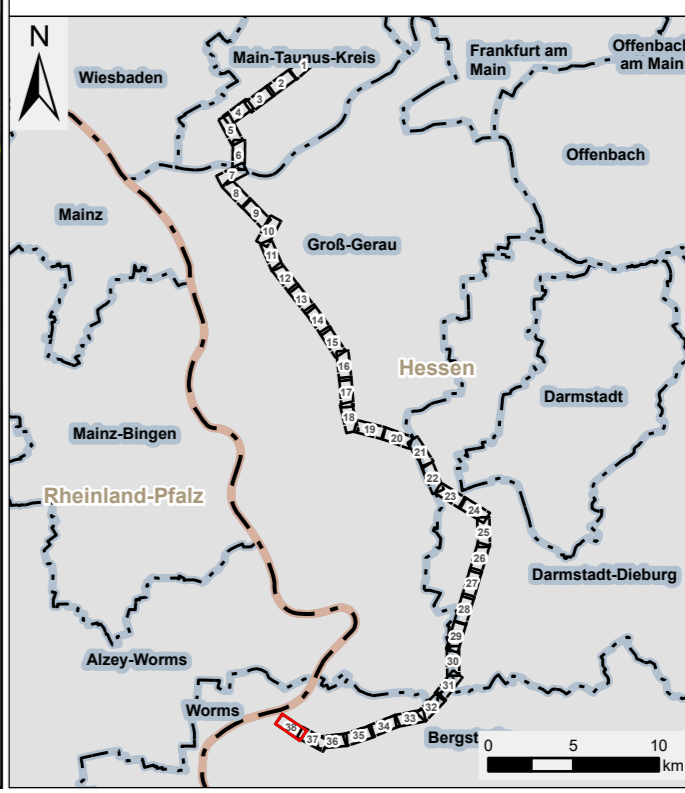 N
Wiesbaden
Main-Taunus-Kreis
Frankfurt am
Main
Offenbach
am Main
Offenbach
Mainz
Groß-Gerau
Hessen
Darmstadt
Mainz-Bingen
Rheinland-Pfalz
Darmstadt-Dieburg
Alzey-Worms
Worms
Bergst
1
2
3
4
5
6
7
8
9
10
11
12
13
14
15
16
17
18
19
20
21
22
23
24
25
26
27
28
29
30
31
32
33
34
35
36
37
38
0 5 10
km